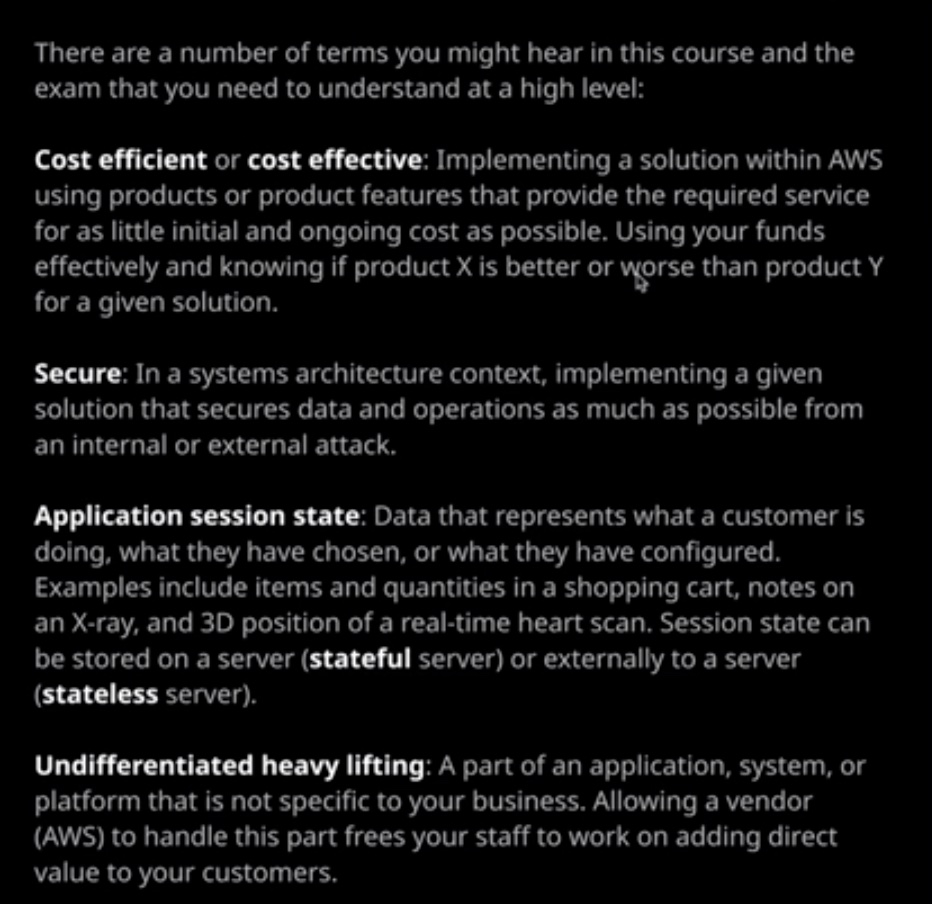 There are a number of terms you might hear in this course and the
exam that you need to understand at a high level:
Cost efficient or cost effective: Implementing a solution within AWS
using products or product features that provide the required service
for as little initial and ongoing cost as possible. Using your funds
effectively and knowing if product X is better or worse than product Y
for a given solution.
Secure: In a systems architecture context, implementing a given
solution that secures data and operations as much as possible from
an internal or external attack.
Application session state: Data that represents what a customer is
doing, what they have chosen, or what they have configured.
Examples include items and quantities in a shopping cart, notes on
an X-ray, and 3D position of a real-time heart scan. Session state can
be stored on a server (stateful server) or externally to a server
(stateless server).
Undifferentiated heavy lifting: A part of an application, system, or
platform that is not specific to your business. Allowing a vendor
(AWS) to handle this part frees your staff to work on adding direct
value to your customers.